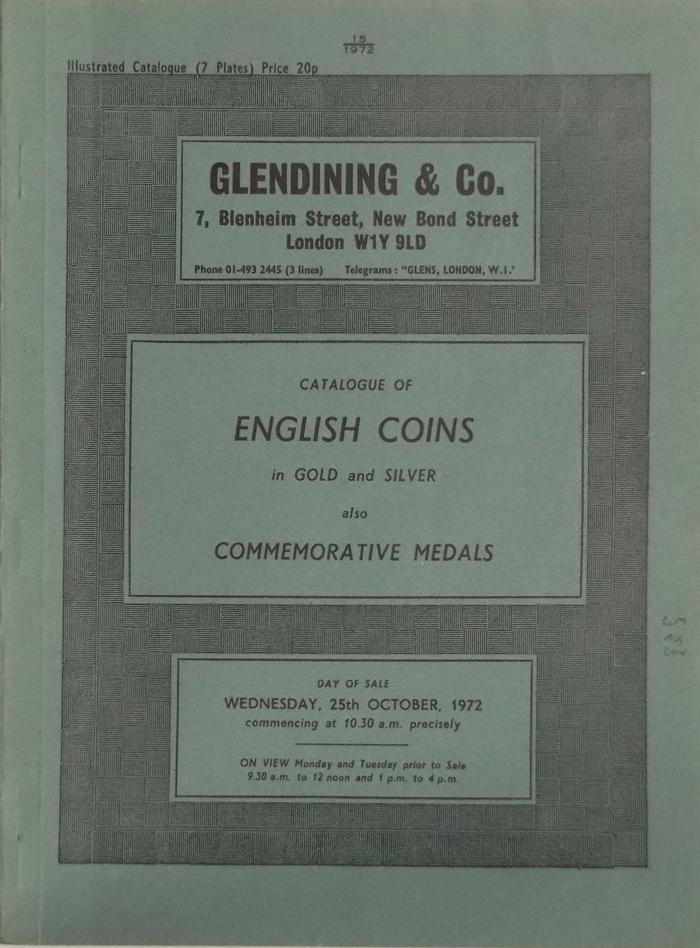 15
1972
Illustrated Catalogue (7 Plates) Price 20p
GLENDINING & Co.
7, Blenheim Street, New Bond Street
London W1Y 9LD
Phone 01-493 2445 (3 lines) Telegrams : "GLENS, LONDON, W.1.'
CATALOGUE OF
ENGLISH COINS
in GOLD and SILVER
also
COMMEMORATIVE MEDALS
DAY OF SALE
WEDNESDAY, 25th OCTOBER, 1972
commencing at 10.30 a.m. precisely
ON VIEW Monday and Tuesday prior to Sale
9.30 a.m. to 12 noon and 1 p.m. to 4 p.m.